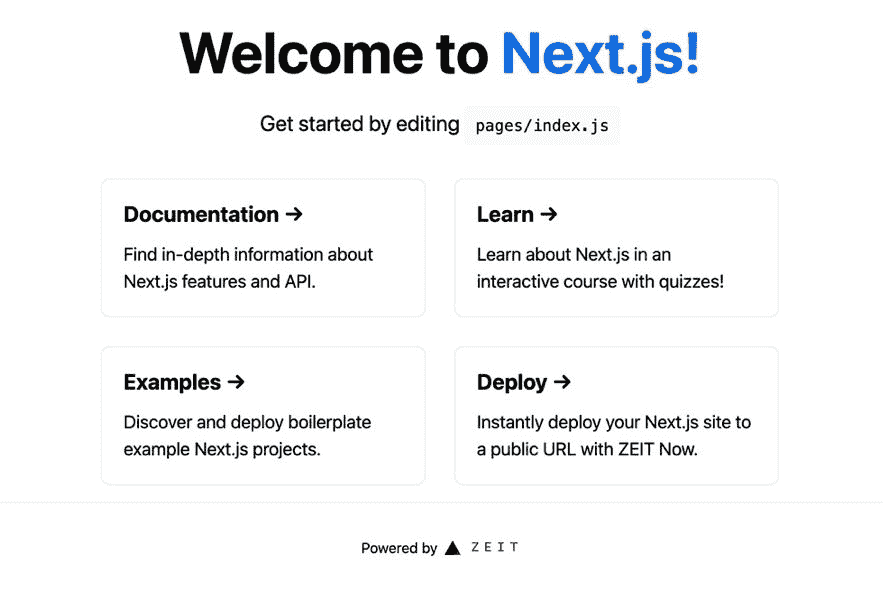 Welcome to Next.js!
Get started by editing pages/index.js
Documentation →
Find in-depth information about
Next.js features and API.
Learn →
Learn about Next.js in an
interactive course with quizzes!
Examples →
Discover and deploy boilerplate
example Next.js projects.
Deploy →
Instantly deploy your Next.js site to
a public URL with ZEIT Now.
Powered by ▲ ZEIT